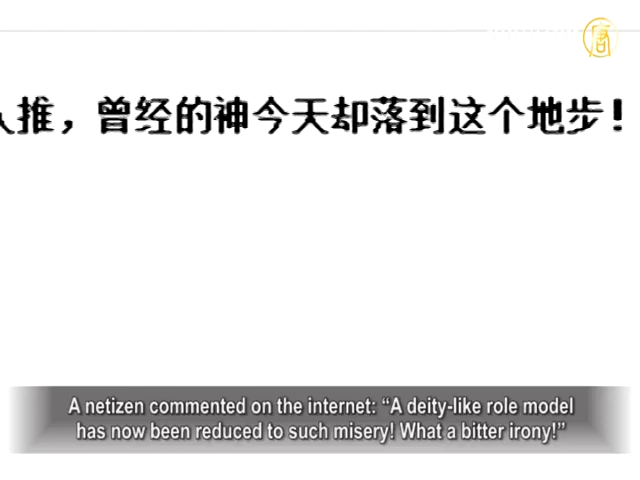 唐
人推，曾经的神今天却落到这个地步！
A netizen commented on the internet: “A deity-like role model
has now been reduced to such misery! What a bitter irony!”